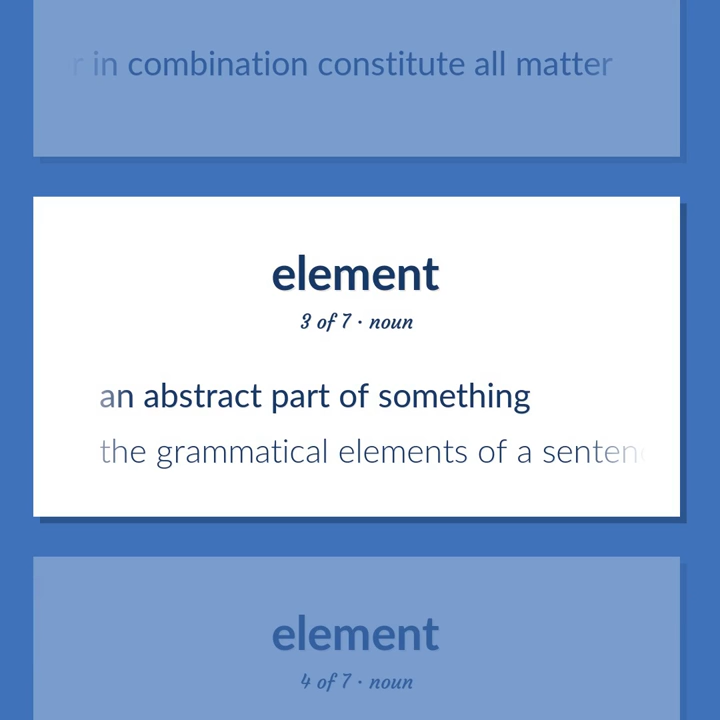 in combination constitute all matter
element
3 of 7 · noun
an abstract part of something
the grammatical elements of a
element
4 of 7 · noun